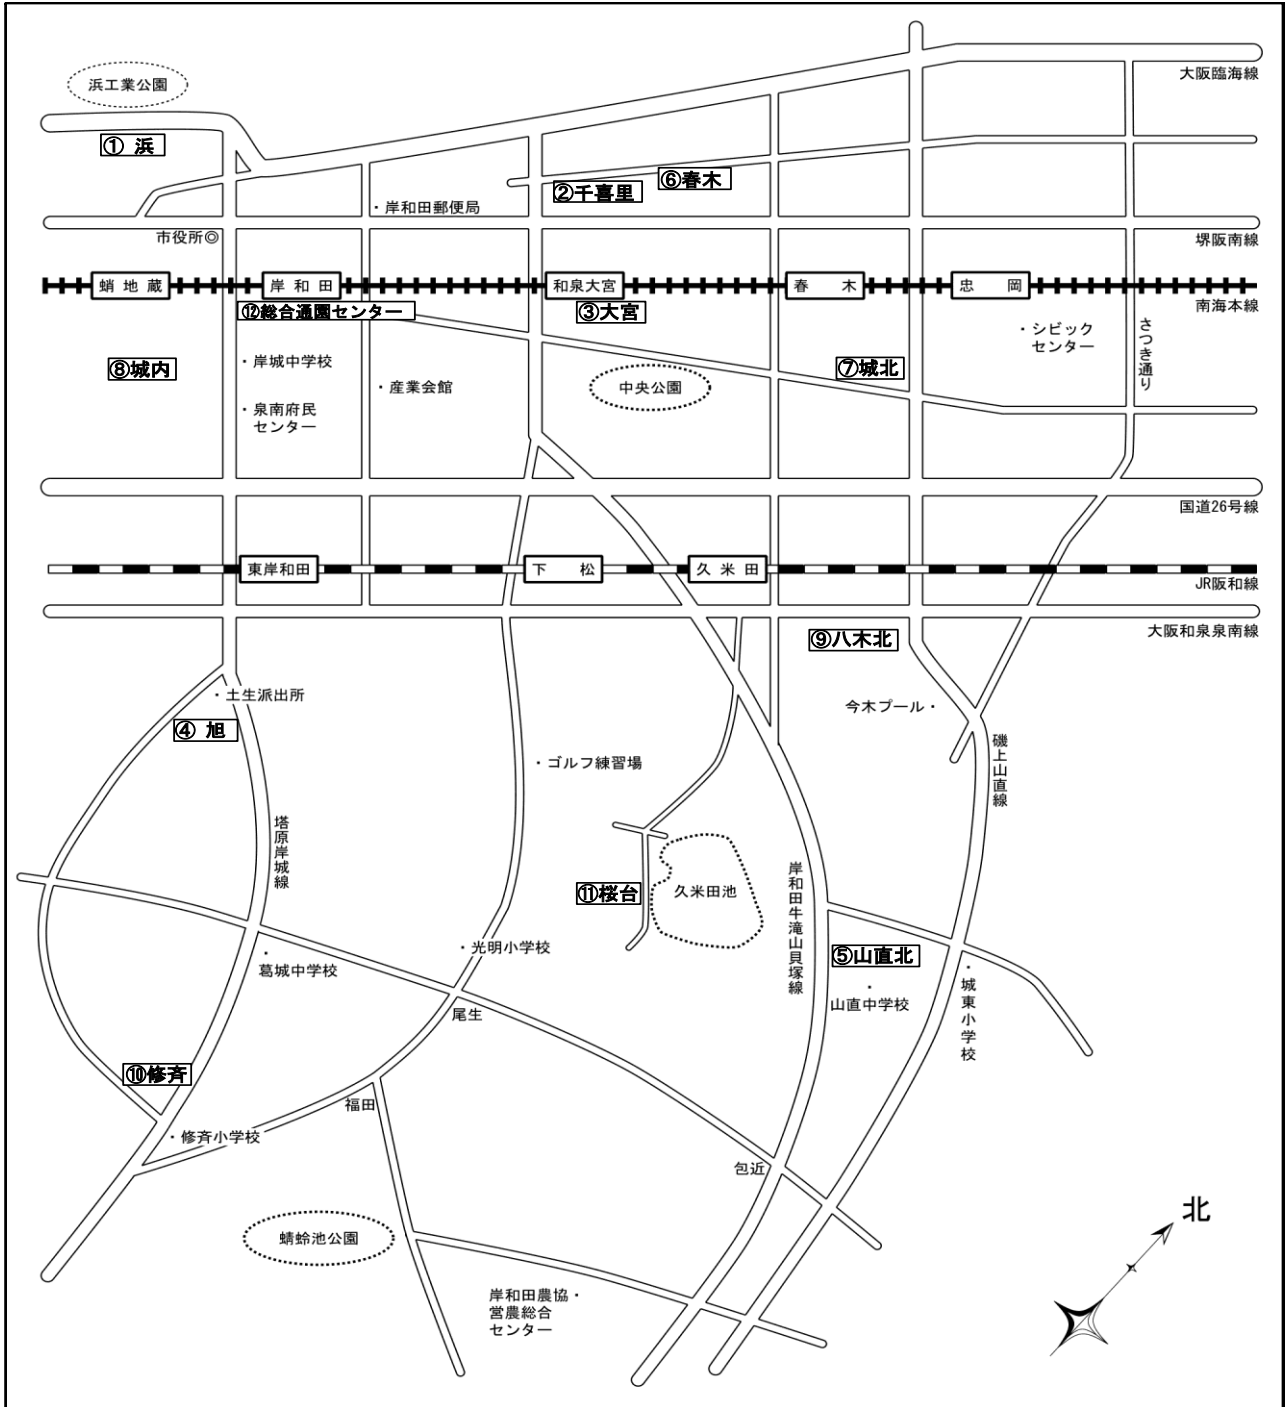 大阪臨海線
浜工業公園
① 浜
⑥春木
②千喜里
・岸和田郵便局
市役所◎
堺阪南線
蛸地蔵
岸和田
和泉大宮
春木
忠岡
南海本線
⑫総合通園センター
③大宮
・シビック
センター
さつき通り
⑧城内
・岸城中学校
⑦城北
・産業会館
中央公園
・泉南府民
センター
国道26号線
東岸和田
下松
久米田
JR阪和線
大阪和泉泉南線
⑨八木北
・土生派出所
④ 旭
今木プール・
磯上山直線
・ゴルフ練習場
塔原岸城線
⑪桜台
久米田池
岸和田牛滝山貝塚線
・光明小学校
・
葛城中学校
⑤山直北
・
山直中学校
・城東小学校
尾生
⑩修斉
福田
・修斉小学校
包近
北
蜻蛉池公園
岸和田農協・
営農総合
センター